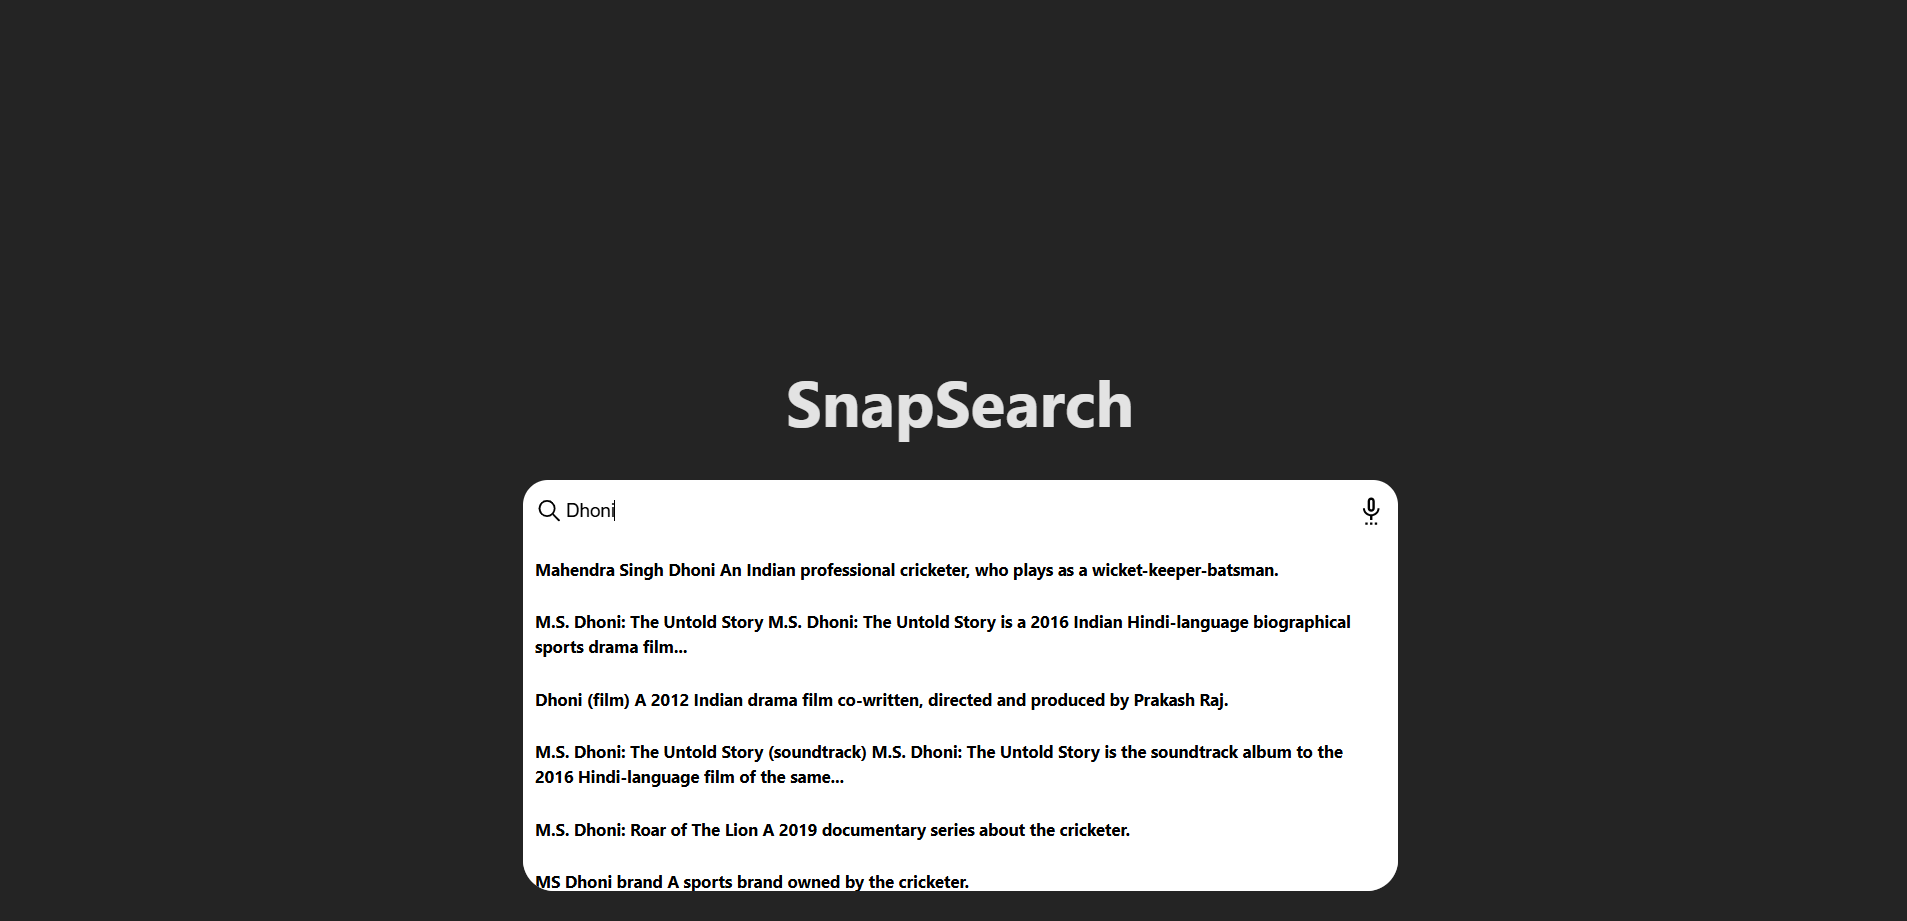 SnapSearch
Dhoni
Mahendra Singh Dhoni An Indian professional cricketer, who plays as a wicket-keeper-batsman.
M.S. Dhoni: The Untold Story M.S. Dhoni: The Untold Story is a 2016 Indian Hindi-language biographical
sports drama film...
Dhoni (film) A 2012 Indian drama film co-written, directed and produced by Prakash Raj.
M.S. Dhoni: The Untold Story (soundtrack) M.S. Dhoni: The Untold Story is the soundtrack album to the
2016 Hindi-language film of the same...
M.S. Dhoni: Roar of The Lion A 2019 documentary series about the cricketer.
MS Dhoni brand A sports brand owned by the cricketer.